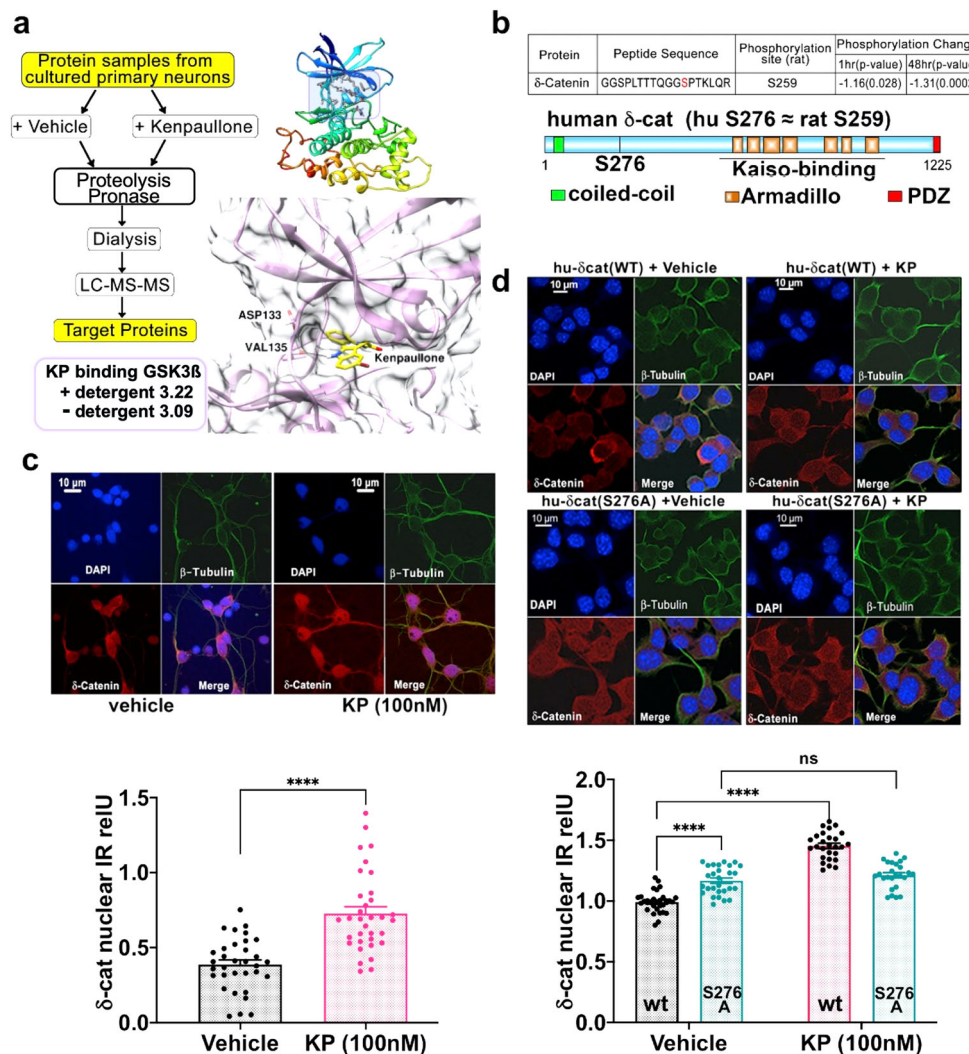 a
Protein samples from
cultured primary neurons
+ Vehicle
+ Kenpaullone
Proteolysis
Pronase
Dialysis
LC-MS-MS
Target Proteins
KP binding GSK3ß
+ detergent 3.22
- detergent 3.09
ASP133
VAL135
Kenpaullone
b
Protein
Peptide Sequence
Phosphorylation
site (rat)
Phosphorylation Chang
1hr(p-value)
48hr(p-value
δ-Catenin
GGSPLTTTQGGSPTKLQR
S259
-1.16(0.028)
human δ-cat (hu S276 ≈ rat S259)
1
S276
Kaiso-binding
1225
coiled-coil
Armadillo
PDZ
c
10 µm
DAPI
β-Tubulin
10 µm
DAPI
β-Tubulin
δ-Catenin
Merge
δ-Catenin
Merge
vehicle
KP (100nM)
δ-cat nuclear IR relU
1.5
1.0
0.5
0.0
****
Vehicle
KP (100nM)
d
hu-δcat(WT) + Vehicle
hu-δcat(WT) + KP
10 µm
DAPI
β-Tubulin
10 µm
DAPI
β-Tubulin
δ-Catenin
Merge
δ-Catenin
Merge
hu-δcat(S276A) +Vehicle
hu-δcat(S276A) + KP
10 µm
DAPI
β-Tubulin
10 µm
DAPI
β-Tubulin
δ-Catenin
Merge
δ-Catenin
Merge
δ-cat nuclear IR relU
2.0
1.5
1.0
0.5
0.0
ns
****
****
wt
S276
A
wt
S276
A
Vehicle
KP (100nM)